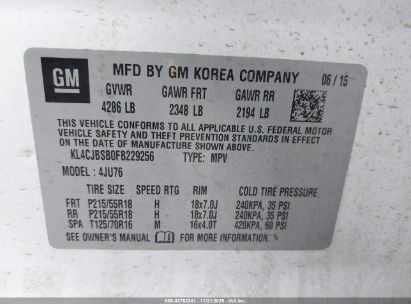 GM
MFD BY GM KOREA COMPANY
06 / 15
GVWR GAWR FRT GAWR RR
4286 LB 2348 LB 2194 LB
THIS VEHICLE CONFORMS TO ALL APPLICABLE U.S. FEDERAL MOTOR
VEHICLE SAFETY, BUMPER, AND THEFT PREVENTION STANDARDS
IN EFFECT ON THE DATE OF MANUFACTURE SHOWN ABOVE.
KL4CJBSB0FB229256 TYPE: MPV
MODEL : 4JU76
TIRE SIZE SPEED RTG RIM COLD TIRE PRESSURE
FRT P215/55R18 H 18x7.0J 240KPA, 35 PSI
RR P215/55R18 H 18x7.0J 240KPA, 35 PSI
SPA T125/70R16 M 16x4.0T 420KPA, 60 PSI
SEE OWNER'S MANUAL FOR MORE INFORMATION.